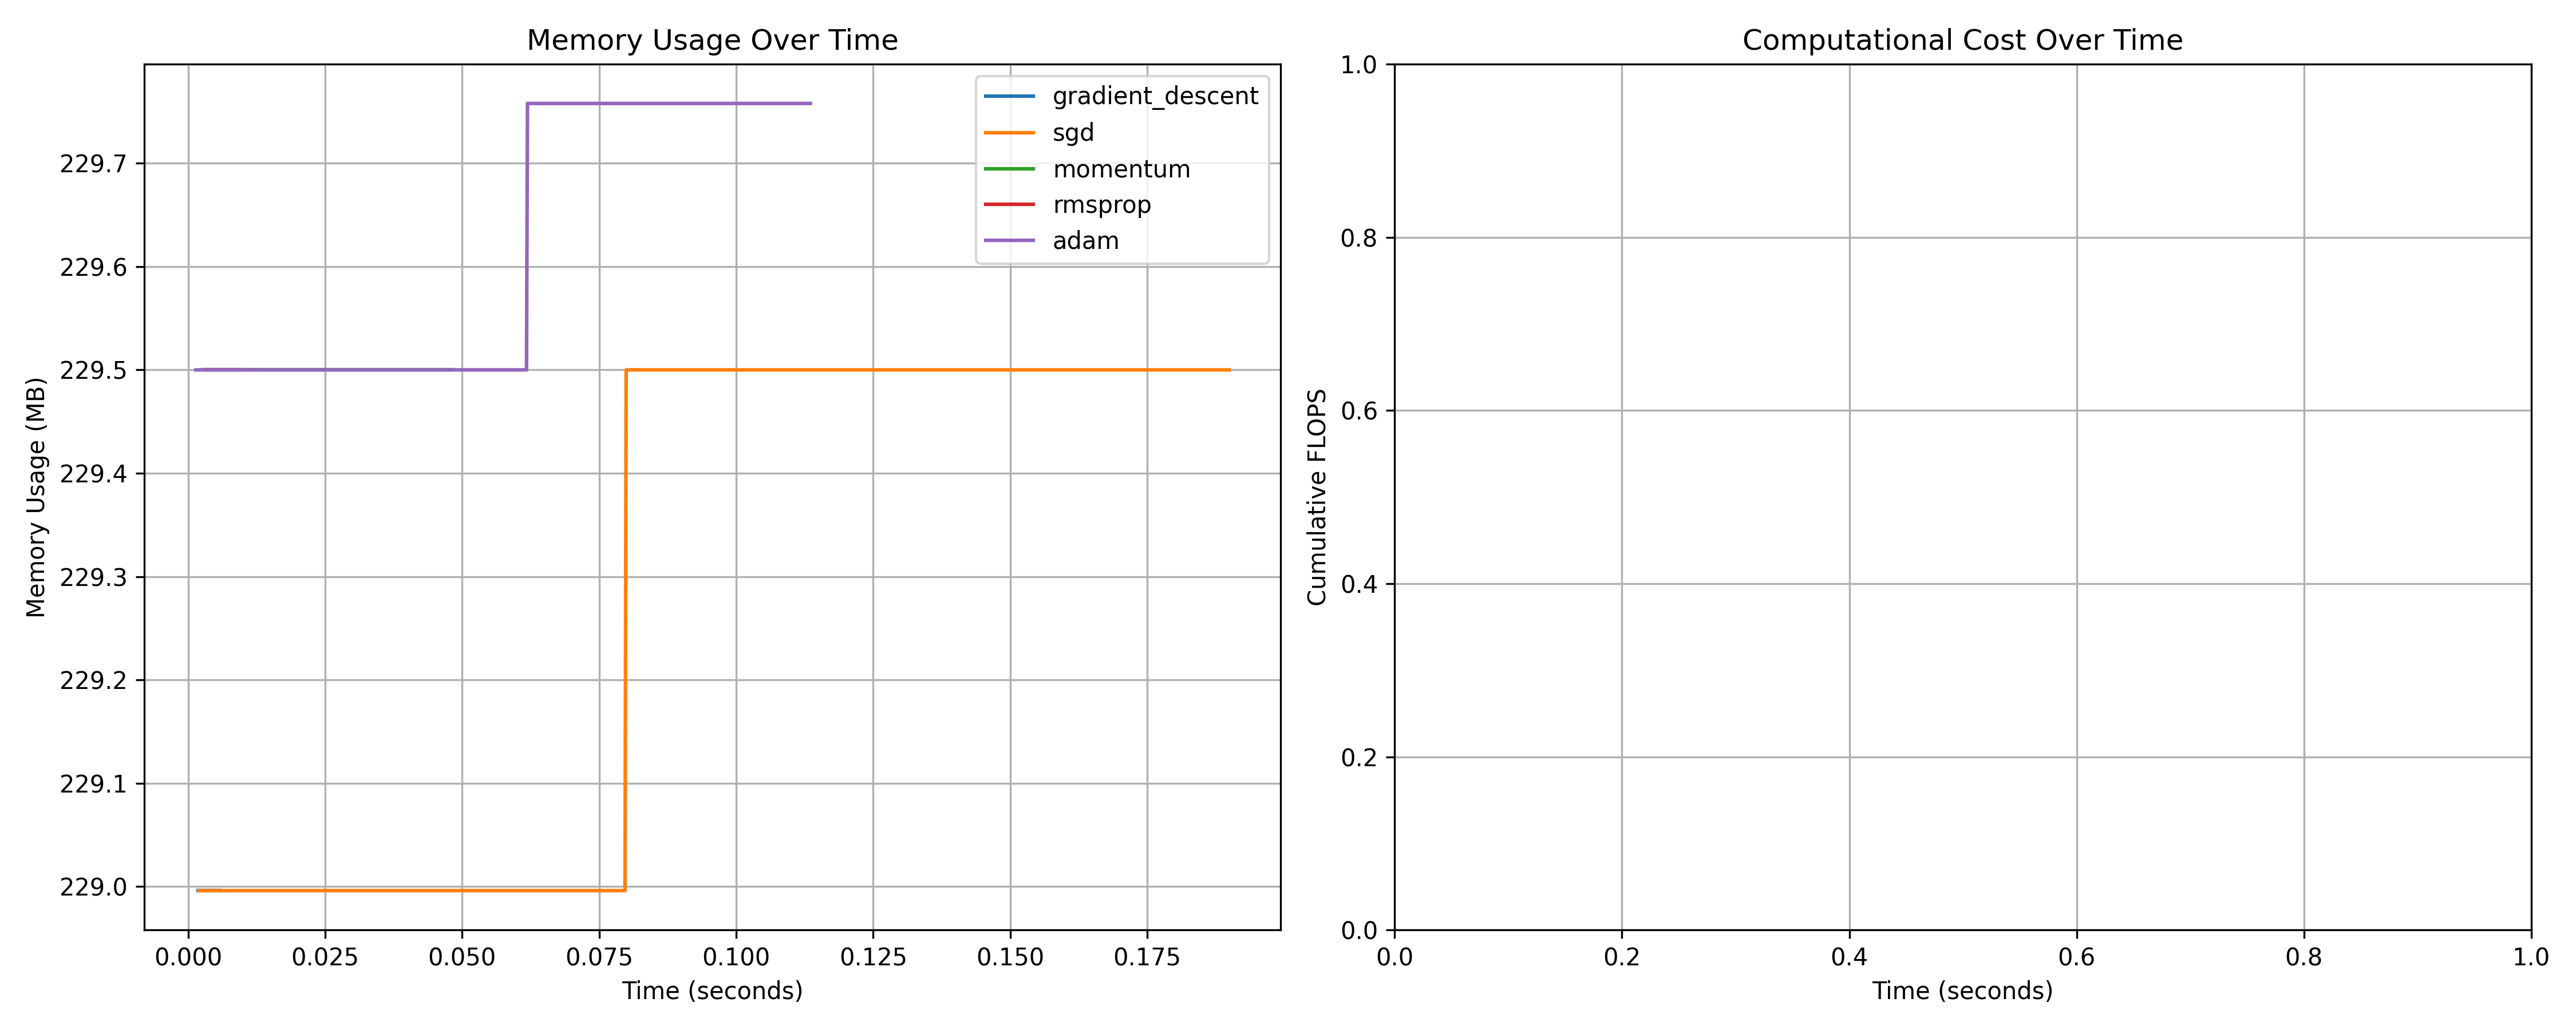 Memory Usage Over Time
Memory Usage (MB)
229.7
229.6
229.5
229.4
229.3
229.2
229.1
229.0
gradient_descent
sgd
momentum
rmsprop
adam
0.000 0.025 0.050 0.075 0.100 0.125 0.150 0.175
Time (seconds)
Computational Cost Over Time
Cumulative FLOPS
1.0
0.8
0.6
0.4
0.2
0.0
0.0 0.2 0.4 0.6 0.8 1.0
Time (seconds)